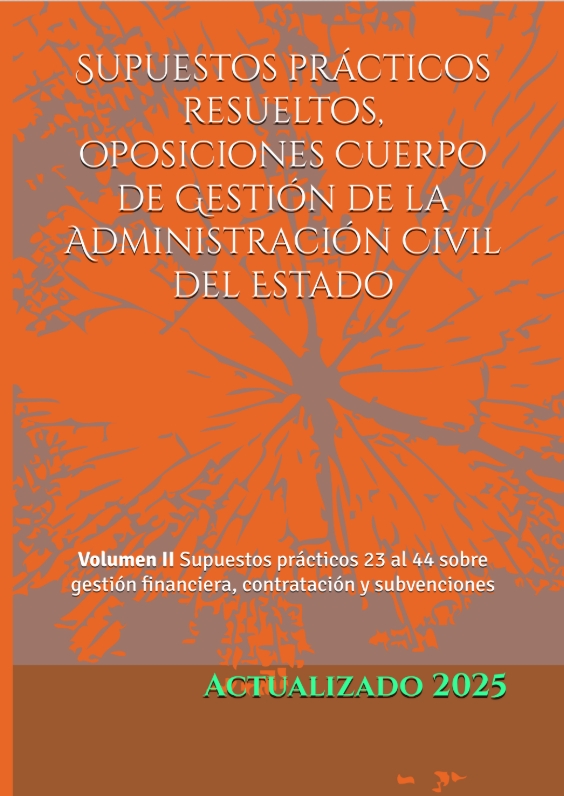 Supuestos prácticos
resueltos,
oposiciones Cuerpo
de Gestión de la
Administración Civil
del Estado
Volumen II Supuestos prácticos 23 al 44 sobre
gestión financiera, contratación y subvenciones
Actualizado 2025